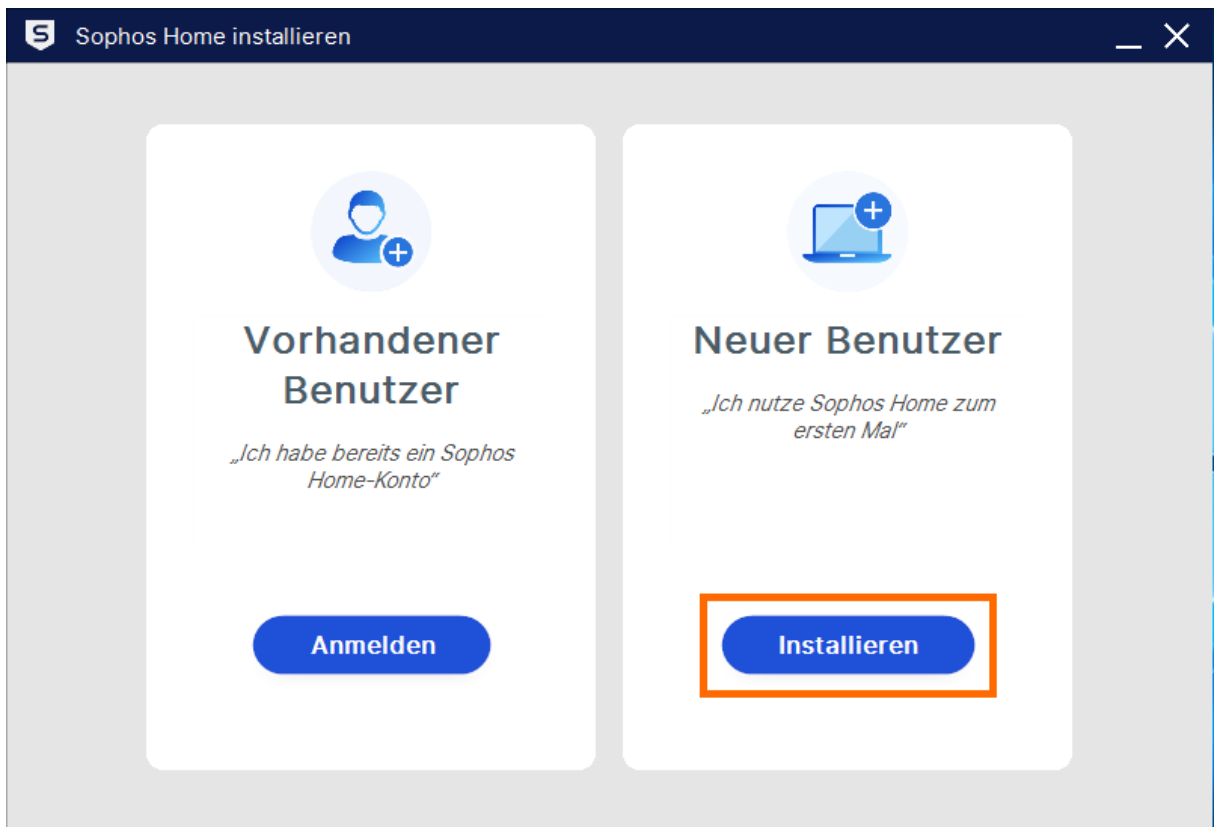 Sophos Home installieren
Vorhandener
Benutzer
„Ich habe bereits ein Sophos
Home-Konto“
Anmelden
Neuer Benutzer
„Ich nutze Sophos Home zum
ersten Mal“
Installieren